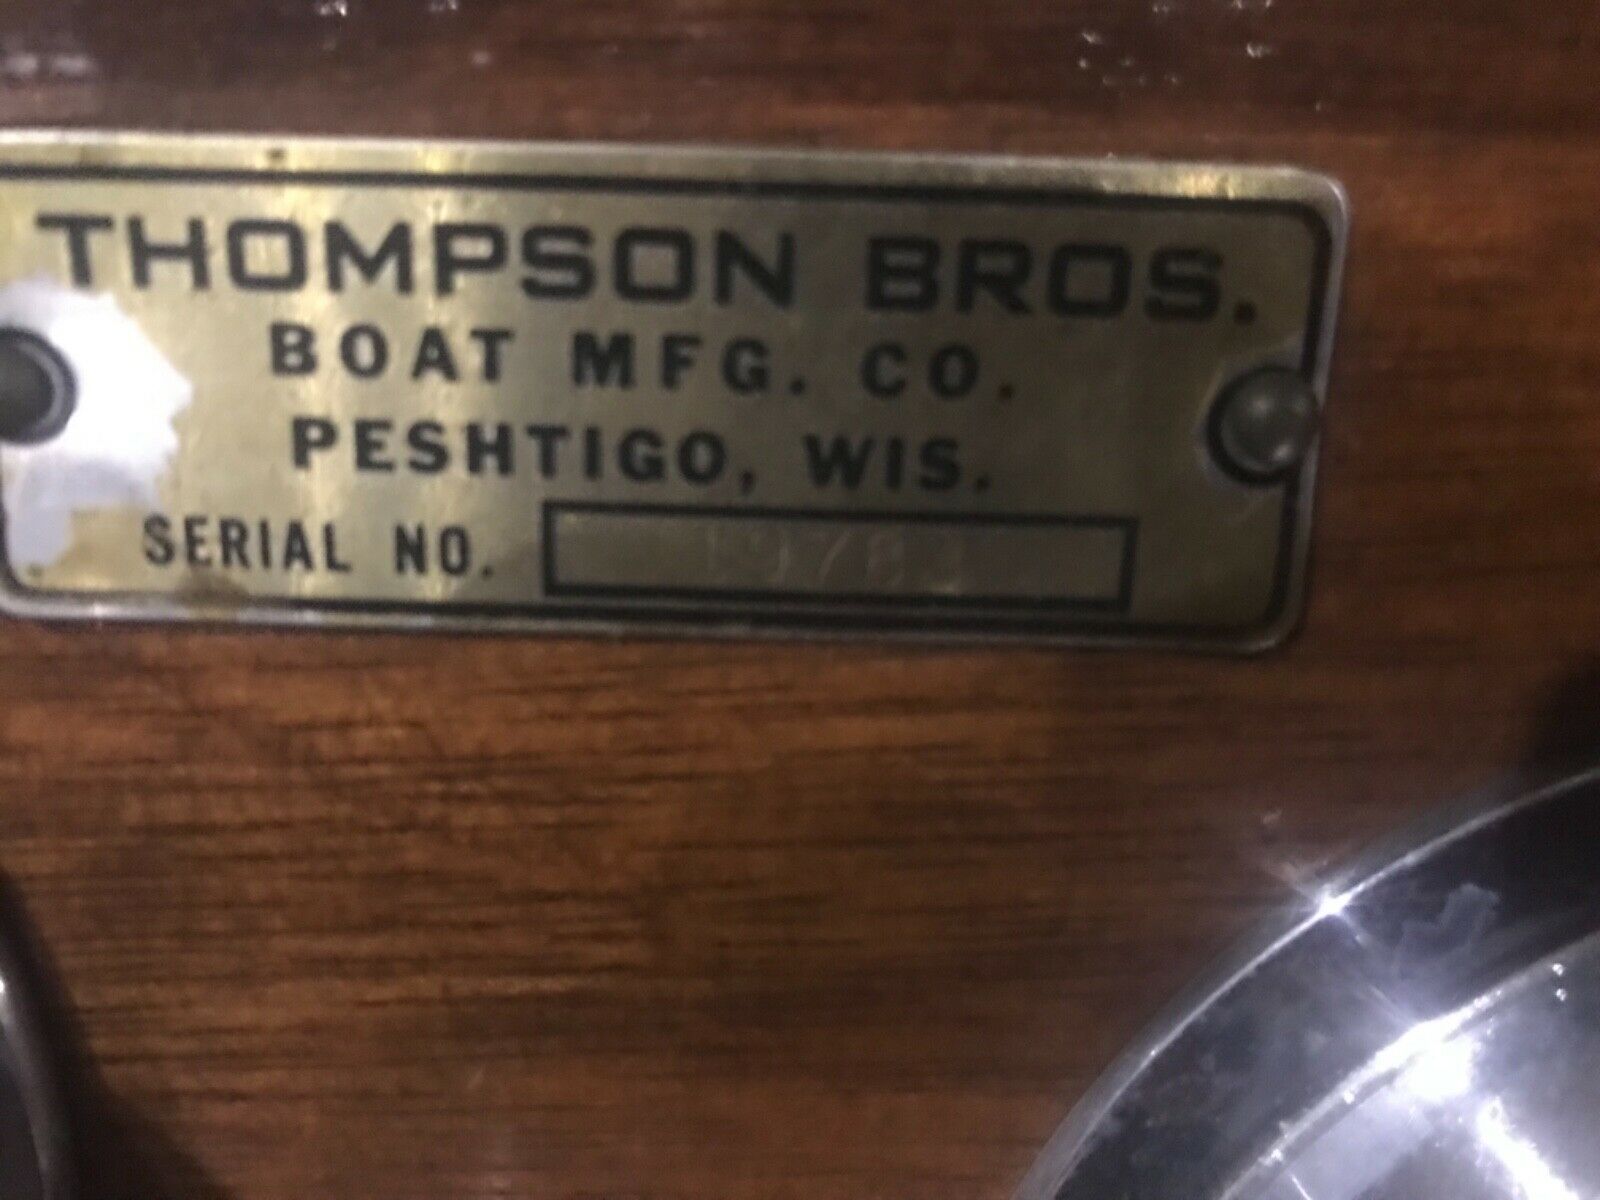 THOMPSON BROS.
BOAT MFG. CO.
PESHTIGO, WIS.
SERIAL NO.